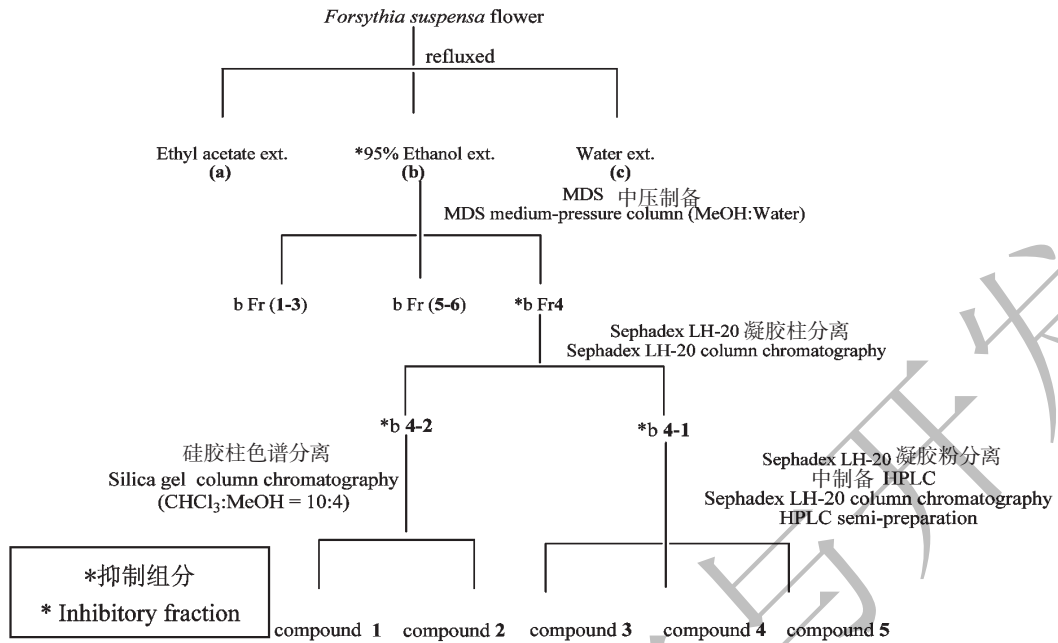 Forsythia suspensa flower
refluxed
Ethyl acetate ext.
(a)
*95% Ethanol ext.
(b)
Water ext.
(c)
MDS 中压制备
MDS medium-pressure column (MeOH:Water)
b Fr (1-3)
b Fr (5-6)
*b Fr4
Sephadex LH-20 凝胶柱分离
Sephadex LH-20 column chromatography
*b 4-2
*b 4-1
硅胶柱色谱分离
Silica gel column chromatography
(CHCl3:MeOH = 10:4)
Sephadex LH-20 凝胶粉分离
中制备 HPLC
Sephadex LH-20 column chromatography
HPLC semi-preparation
*抑制组分
* Inhibitory fraction
compound 1
compound 2
compound 3
compound 4
compound 5
与开发